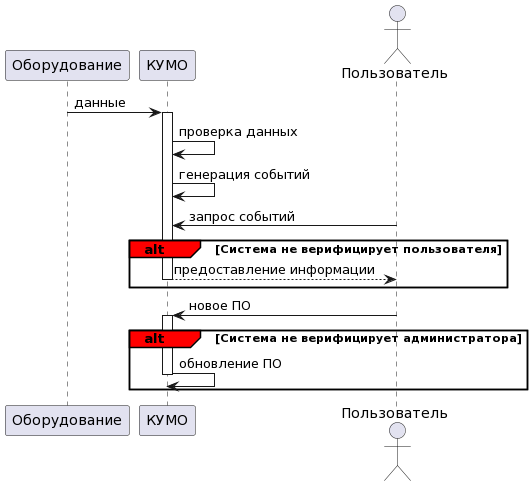 Пользователь
Оборудование
КУМО
данные
проверка данных
генерация событий
запрос событий
alt
[Система не верифицирует пользователя]
предоставление информации
новое ПО
alt
[Система не верифицирует администратора]
обновление ПО
Оборудование
КУМО
Пользователь